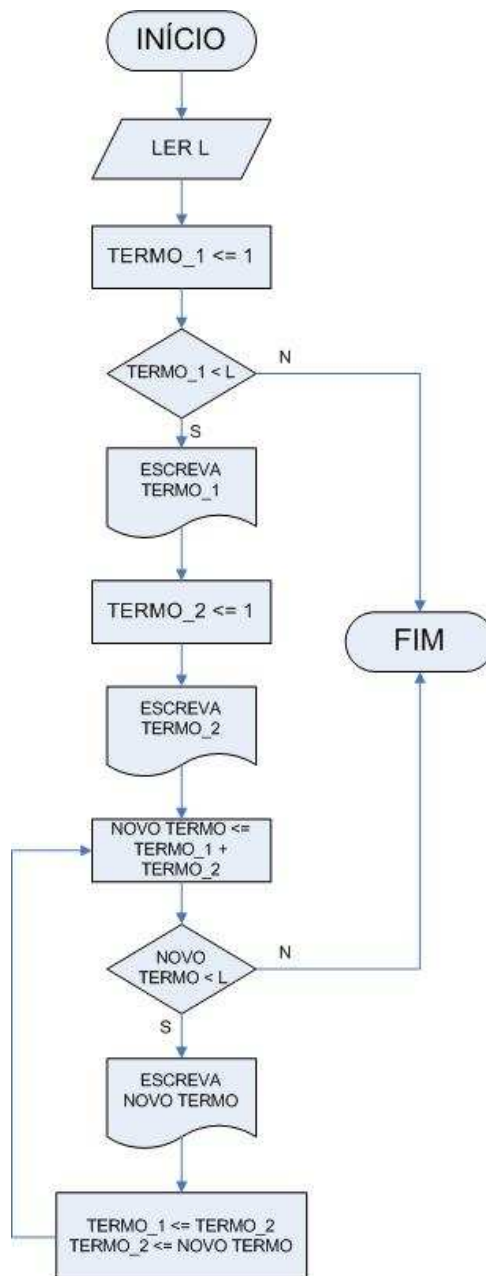 INÍCIO
LER L
TERMO_1 <= 1
TERMO_1 < L
N
S
ESCREVA
TERMO_1
TERMO_2 <= 1
FIM
ESCREVA
TERMO_2
NOVO TERMO <=
TERMO_1 +
TERMO_2
NOVO
TERMO < L
N
S
ESCREVA
NOVO TERMO
TERMO_1 <= TERMO_2
TERMO_2 <= NOVO TERMO